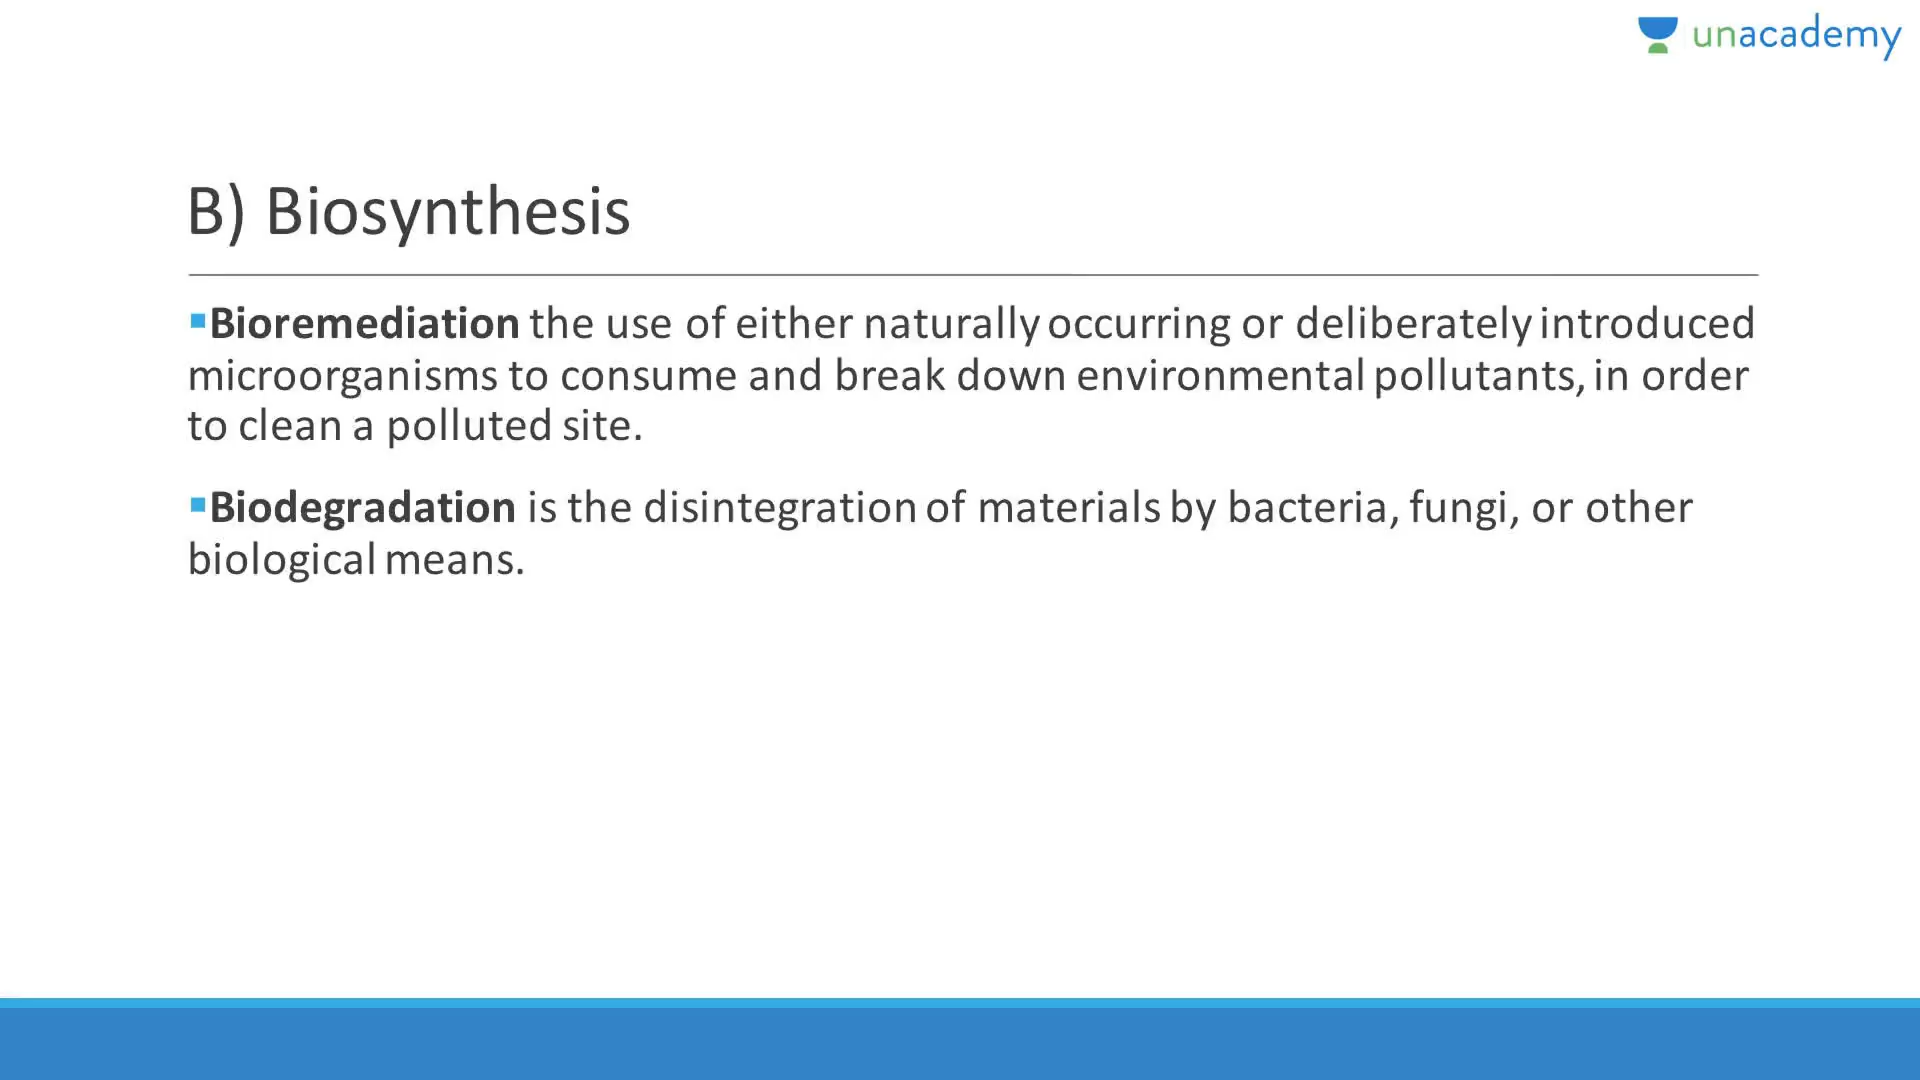 unacademy
B) Biosynthesis
▪Bioremediation the use of either naturally occurring or deliberately introduced
microorganisms to consume and break down environmental pollutants, in order
to clean a polluted site.
▪Biodegradation is the disintegration of materials by bacteria, fungi, or other
biological means.